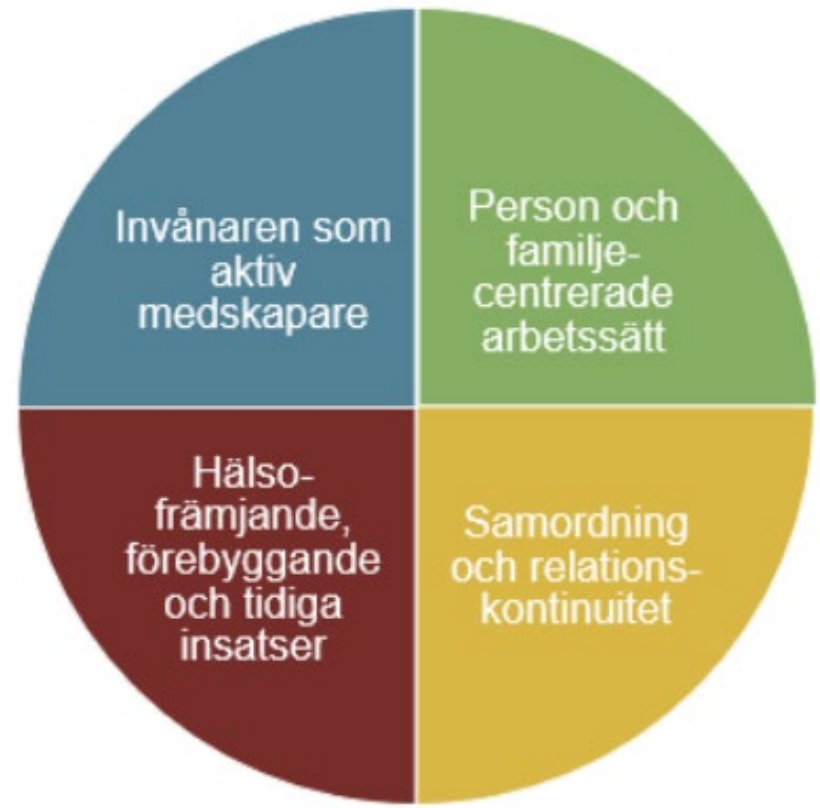 Invånaren som
aktiv
medskapare
Person och
familje-
centrerade
arbetssätt
Hälso-
främjande,
förebyggande
och tidiga
insatser
Samordning
och relations-
kontinuitet